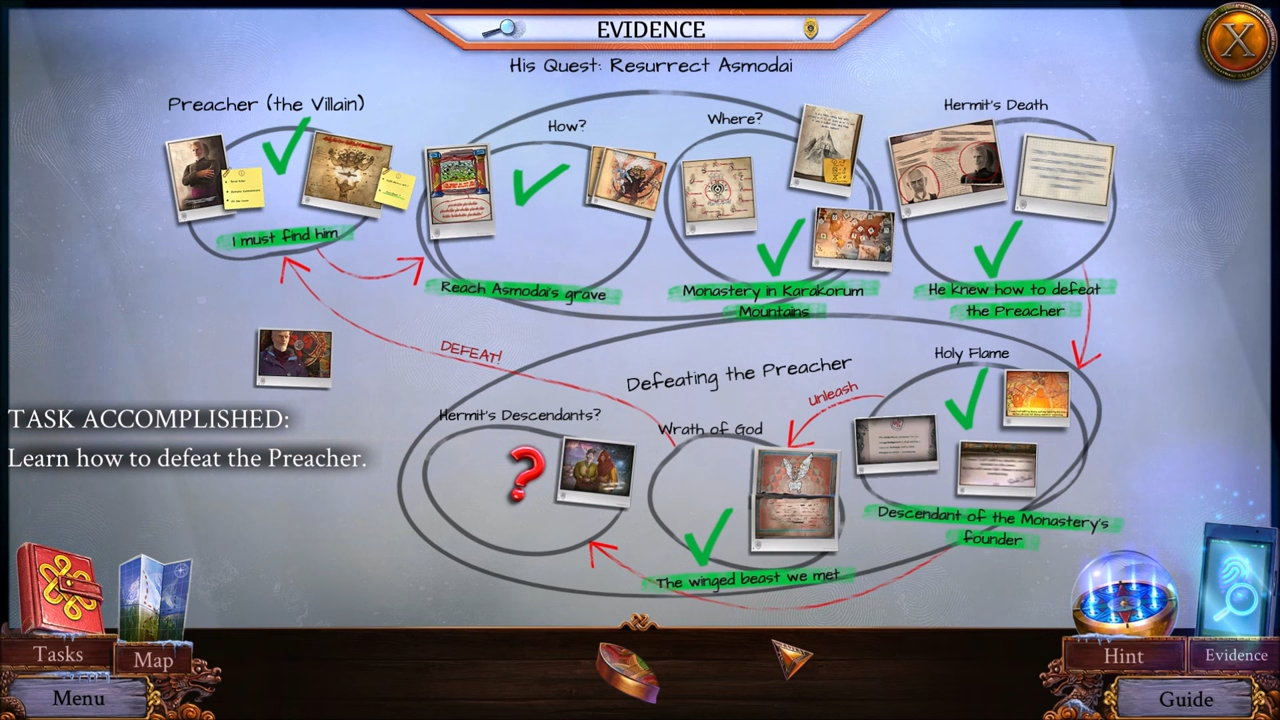 EVIDENCE
X
His Quest: Resurrect Asmodai
Preacher (the Villain)
How?
Where?
Hermit's Death
I must find him
Reach Asmodai's grave
Monastery in Karakorum
Mountains
He knew how to defeat
the Preacher
DEFEAT!
Defeating the Preacher
Holy Flame
Unleash
Hermit's Descendants?
Wrath of God
?
TASK ACCOMPLISHED:
Learn how to defeat the Preacher.
Descendant of the Monastery's
founder
The winged beast we met
Tasks
Map
Menu
Hint
Evidence
Guide